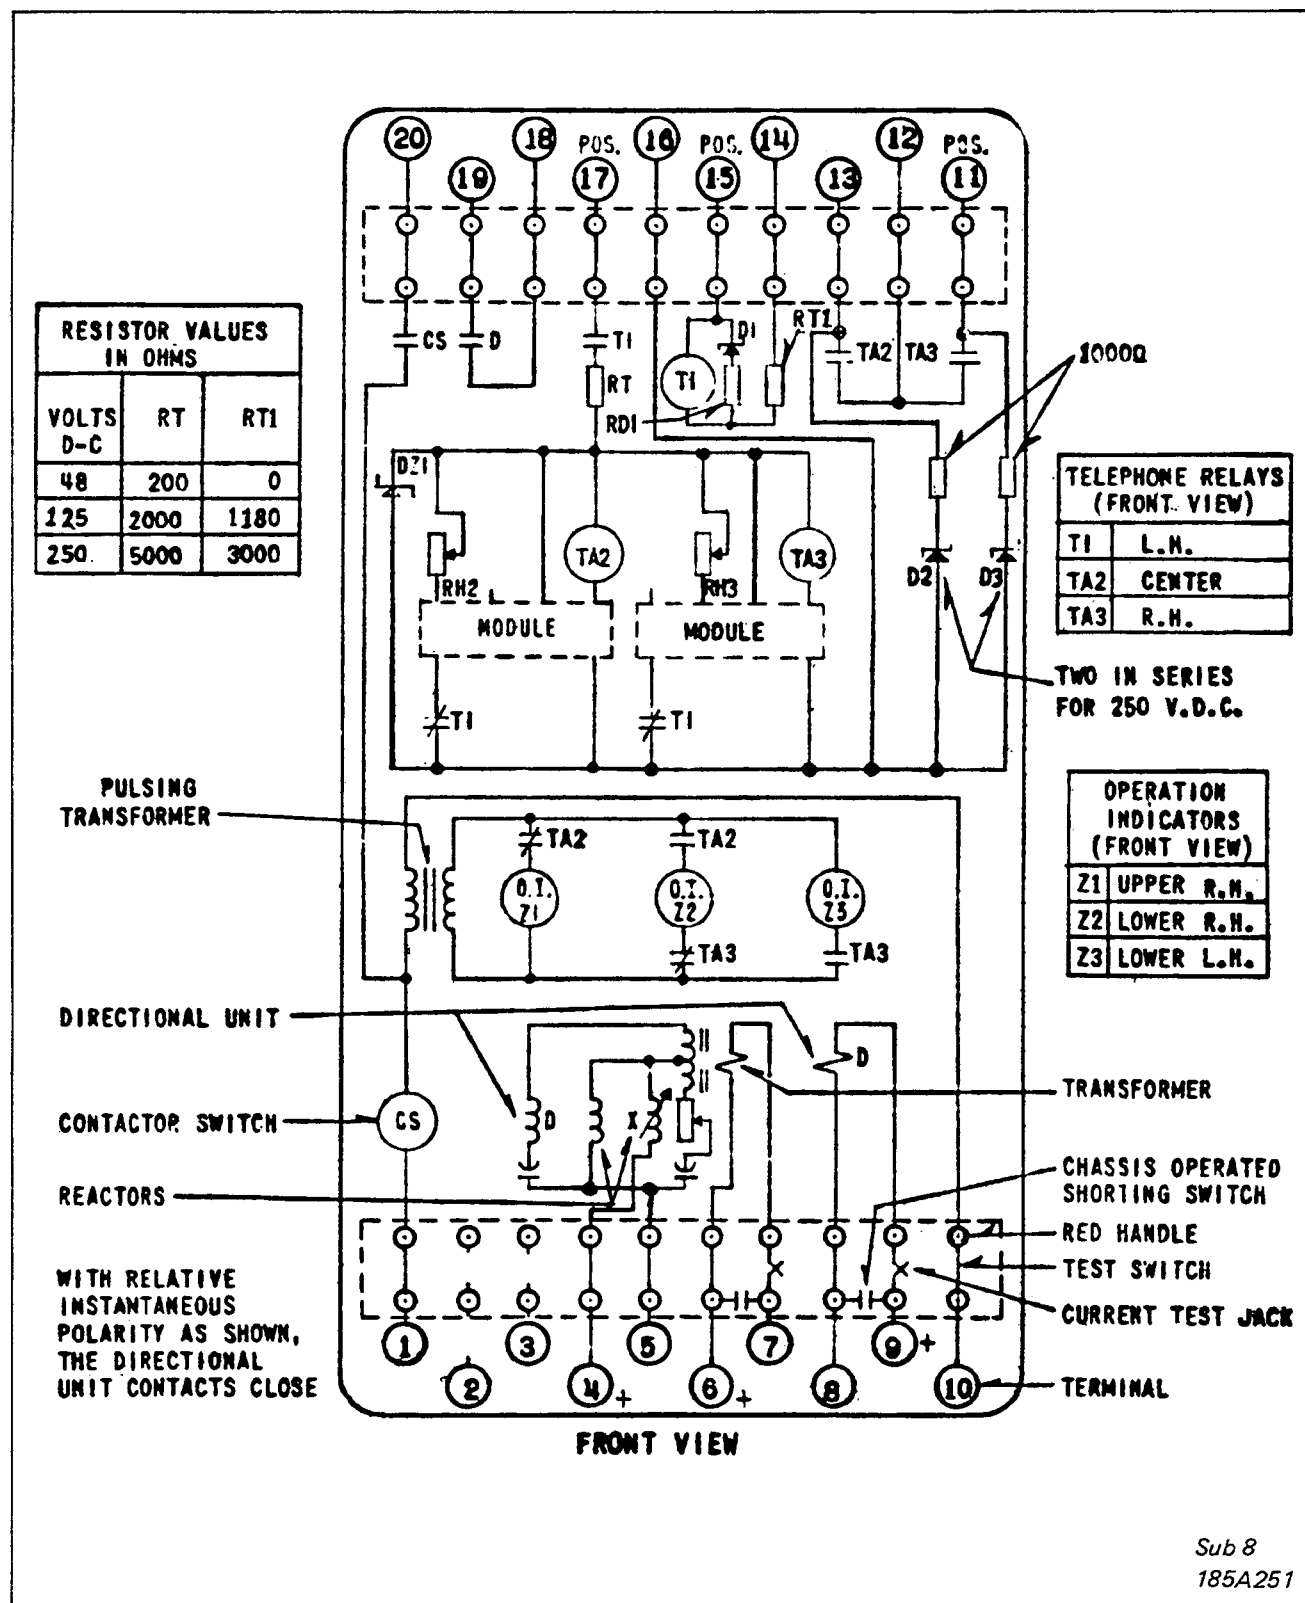 20
18
POS.
16
POS.
14
12
POS.
19
17
15
13
11
RESISTOR VALUES
IN OHMS
VOLTS
D-C
RT
RT1
48
200
0
125
2000
1180
250.
5000
3000
CS
D
T1
RT
T1
D1
RD1
RT1
TA2
TA3
1000Ω
DZ1
RH2
TA2
RH3
TA3
D2
D3
MODULE
MODULE
T1
T1
TELEPHONE RELAYS
(FRONT VIEW)
T1
L.H.
TA2
CENTER
TA3
R.H.
TWO IN SERIES
FOR 250 V.D.C.
PULSING
TRANSFORMER
TA2
TA2
O.I.
Z1
O.I.
Z2
O.I.
Z3
TA3
TA3
OPERATION
INDICATORS
(FRONT VIEW)
Z1
UPPER R.H.
Z2
LOWER R.H.
Z3
LOWER L.H.
DIRECTIONAL UNIT
D
TRANSFORMER
CONTACTOR SWITCH
CS
D
X
REACTORS
CHASSIS OPERATED
SHORTING SWITCH
RED HANDLE
TEST SWITCH
CURRENT TEST JACK
WITH RELATIVE
INSTANTANEOUS
POLARITY AS SHOWN,
THE DIRECTIONAL
UNIT CONTACTS CLOSE
1
3
5
7
9
+
2
4
+
6
+
8
10
TERMINAL
FRONT VIEW
Sub 8
185A251